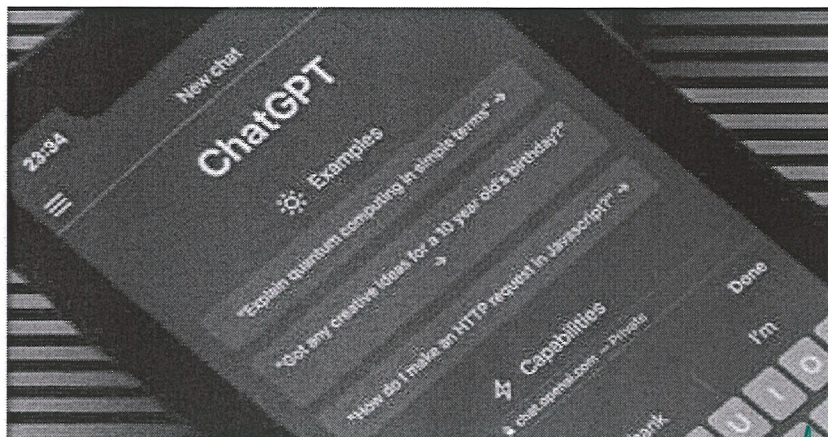 23:34
New chat
ChatGPT
Examples
"Explain quantum computing in simple terms" →
"Got any creative ideas for a 10 year old's birthday?"
→
"How do I make an HTTP request in Javascript?" →
Capabilities
chat.openai.com — Private
Done
I'm
U I O